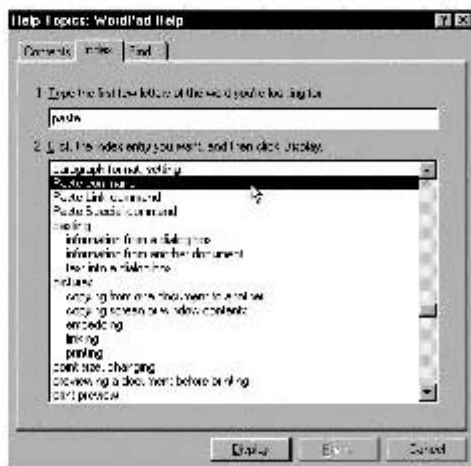 Help Topics: WordPad Help
Contents Index Find
1 Type the first few letters of the word you're looking for
paste
2 Click the index entry you want, and then click Display.
paragraph format, setting
Paste command
Paste Link command
Paste Special command
pasting
information from a dialog box
information from another document
text into a dialog box
pictures
copying from one document to another
copying screen or window contents
embedding
linking
printing
point size, changing
previewing a document before printing
print preview
Display Print... Cancel